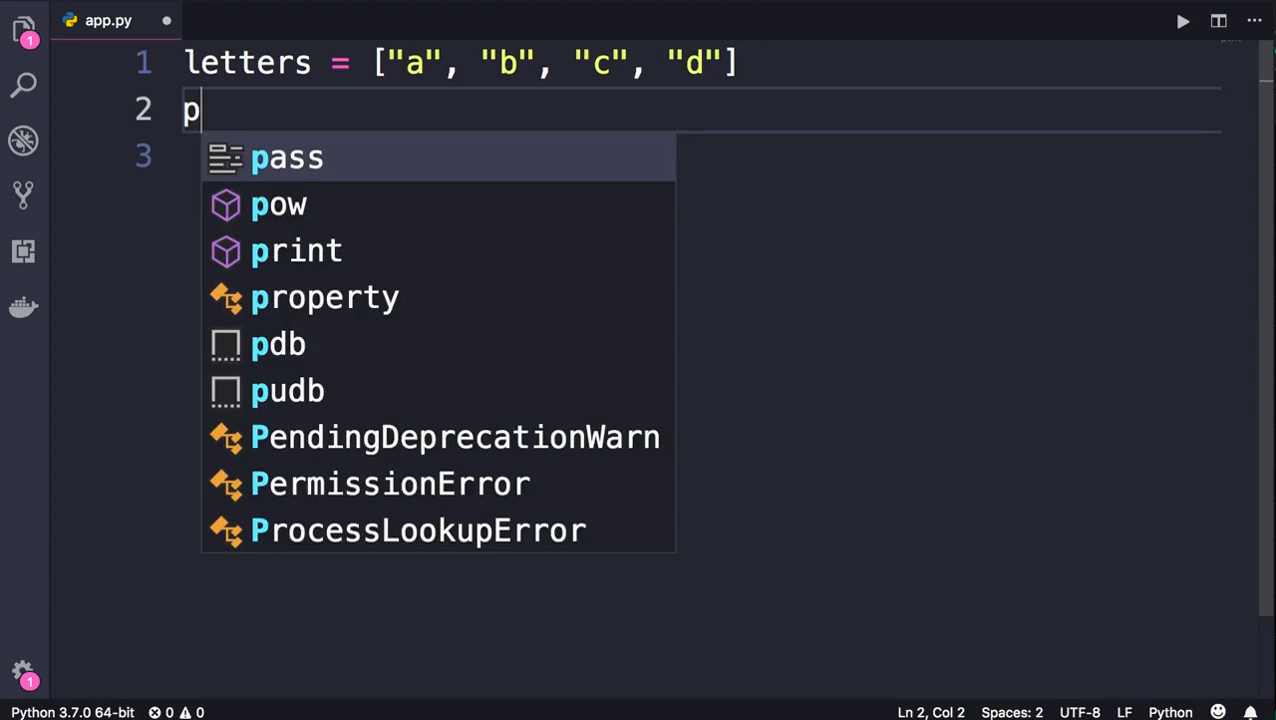 app.py
1 letters = ["a", "b", "c", "d"]
2 p
3
pass
pow
print
property
pdb
pudb
PendingDeprecationWarn
PermissionError
ProcessLookupError
1
1
Python 3.7.0 64-bit 0 0 Ln 2, Col 2 Spaces: 2 UTF-8 LF Python